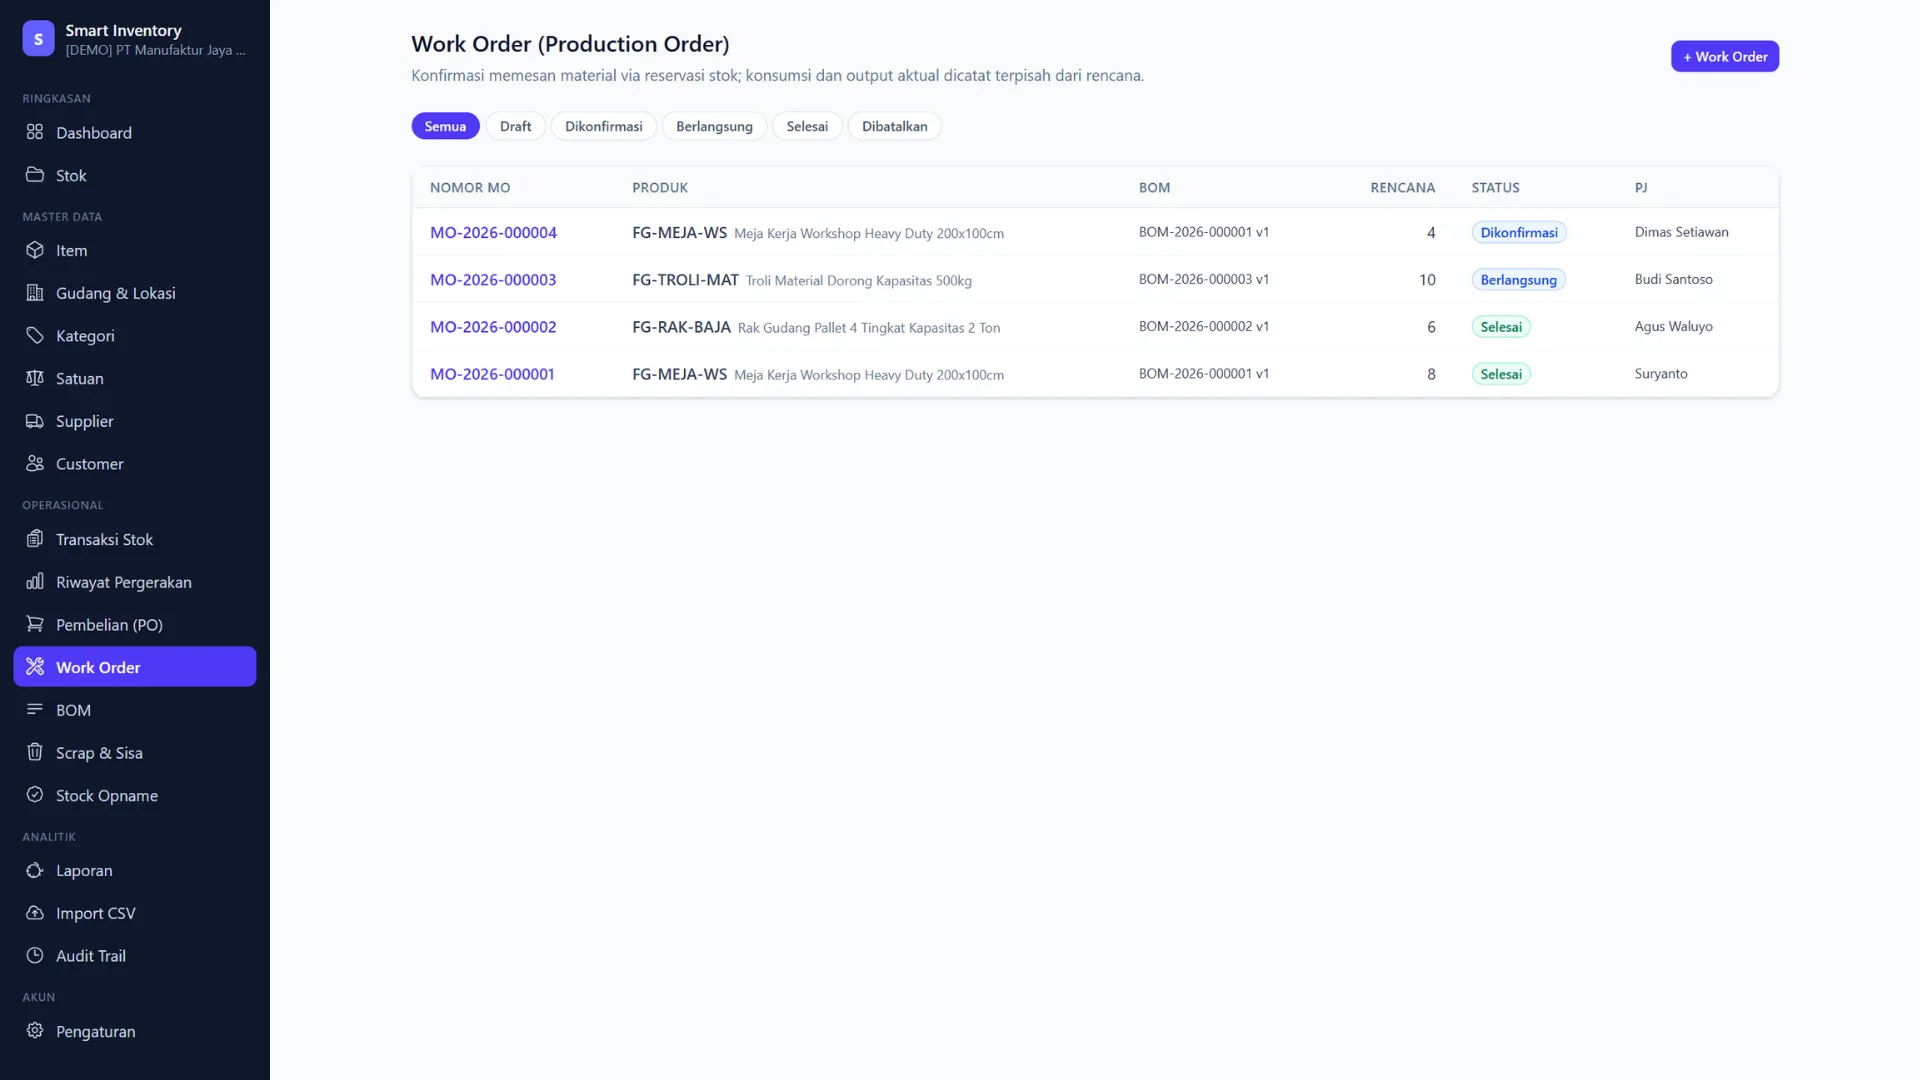 S
Smart Inventory
[DEMO] PT Manufaktur Jaya ...
RINGKASAN
Dashboard
Stok
MASTER DATA
Item
Gudang & Lokasi
Kategori
Satuan
Supplier
Customer
OPERASIONAL
Transaksi Stok
Riwayat Pergerakan
Pembelian (PO)
Work Order
BOM
Scrap & Sisa
Stock Opname
ANALITIK
Laporan
Import CSV
Audit Trail
AKUN
Pengaturan
Work Order (Production Order)
Konfirmasi memesan material via reservasi stok; konsumsi dan output aktual dicatat terpisah dari rencana.
+ Work Order
Semua Draft Dikonfirmasi Berlangsung Selesai Dibatalkan
NOMOR MO PRODUK BOM RENCANA STATUS PJ
MO-2026-000004 FG-MEJA-WS Meja Kerja Workshop Heavy Duty 200x100cm BOM-2026-000001 v1 4 Dikonfirmasi Dimas Setiawan
MO-2026-000003 FG-TROLI-MAT Troli Material Dorong Kapasitas 500kg BOM-2026-000003 v1 10 Berlangsung Budi Santoso
MO-2026-000002 FG-RAK-BAJA Rak Gudang Pallet 4 Tingkat Kapasitas 2 Ton BOM-2026-000002 v1 6 Selesai Agus Waluyo
MO-2026-000001 FG-MEJA-WS Meja Kerja Workshop Heavy Duty 200x100cm BOM-2026-000001 v1 8 Selesai Suryanto